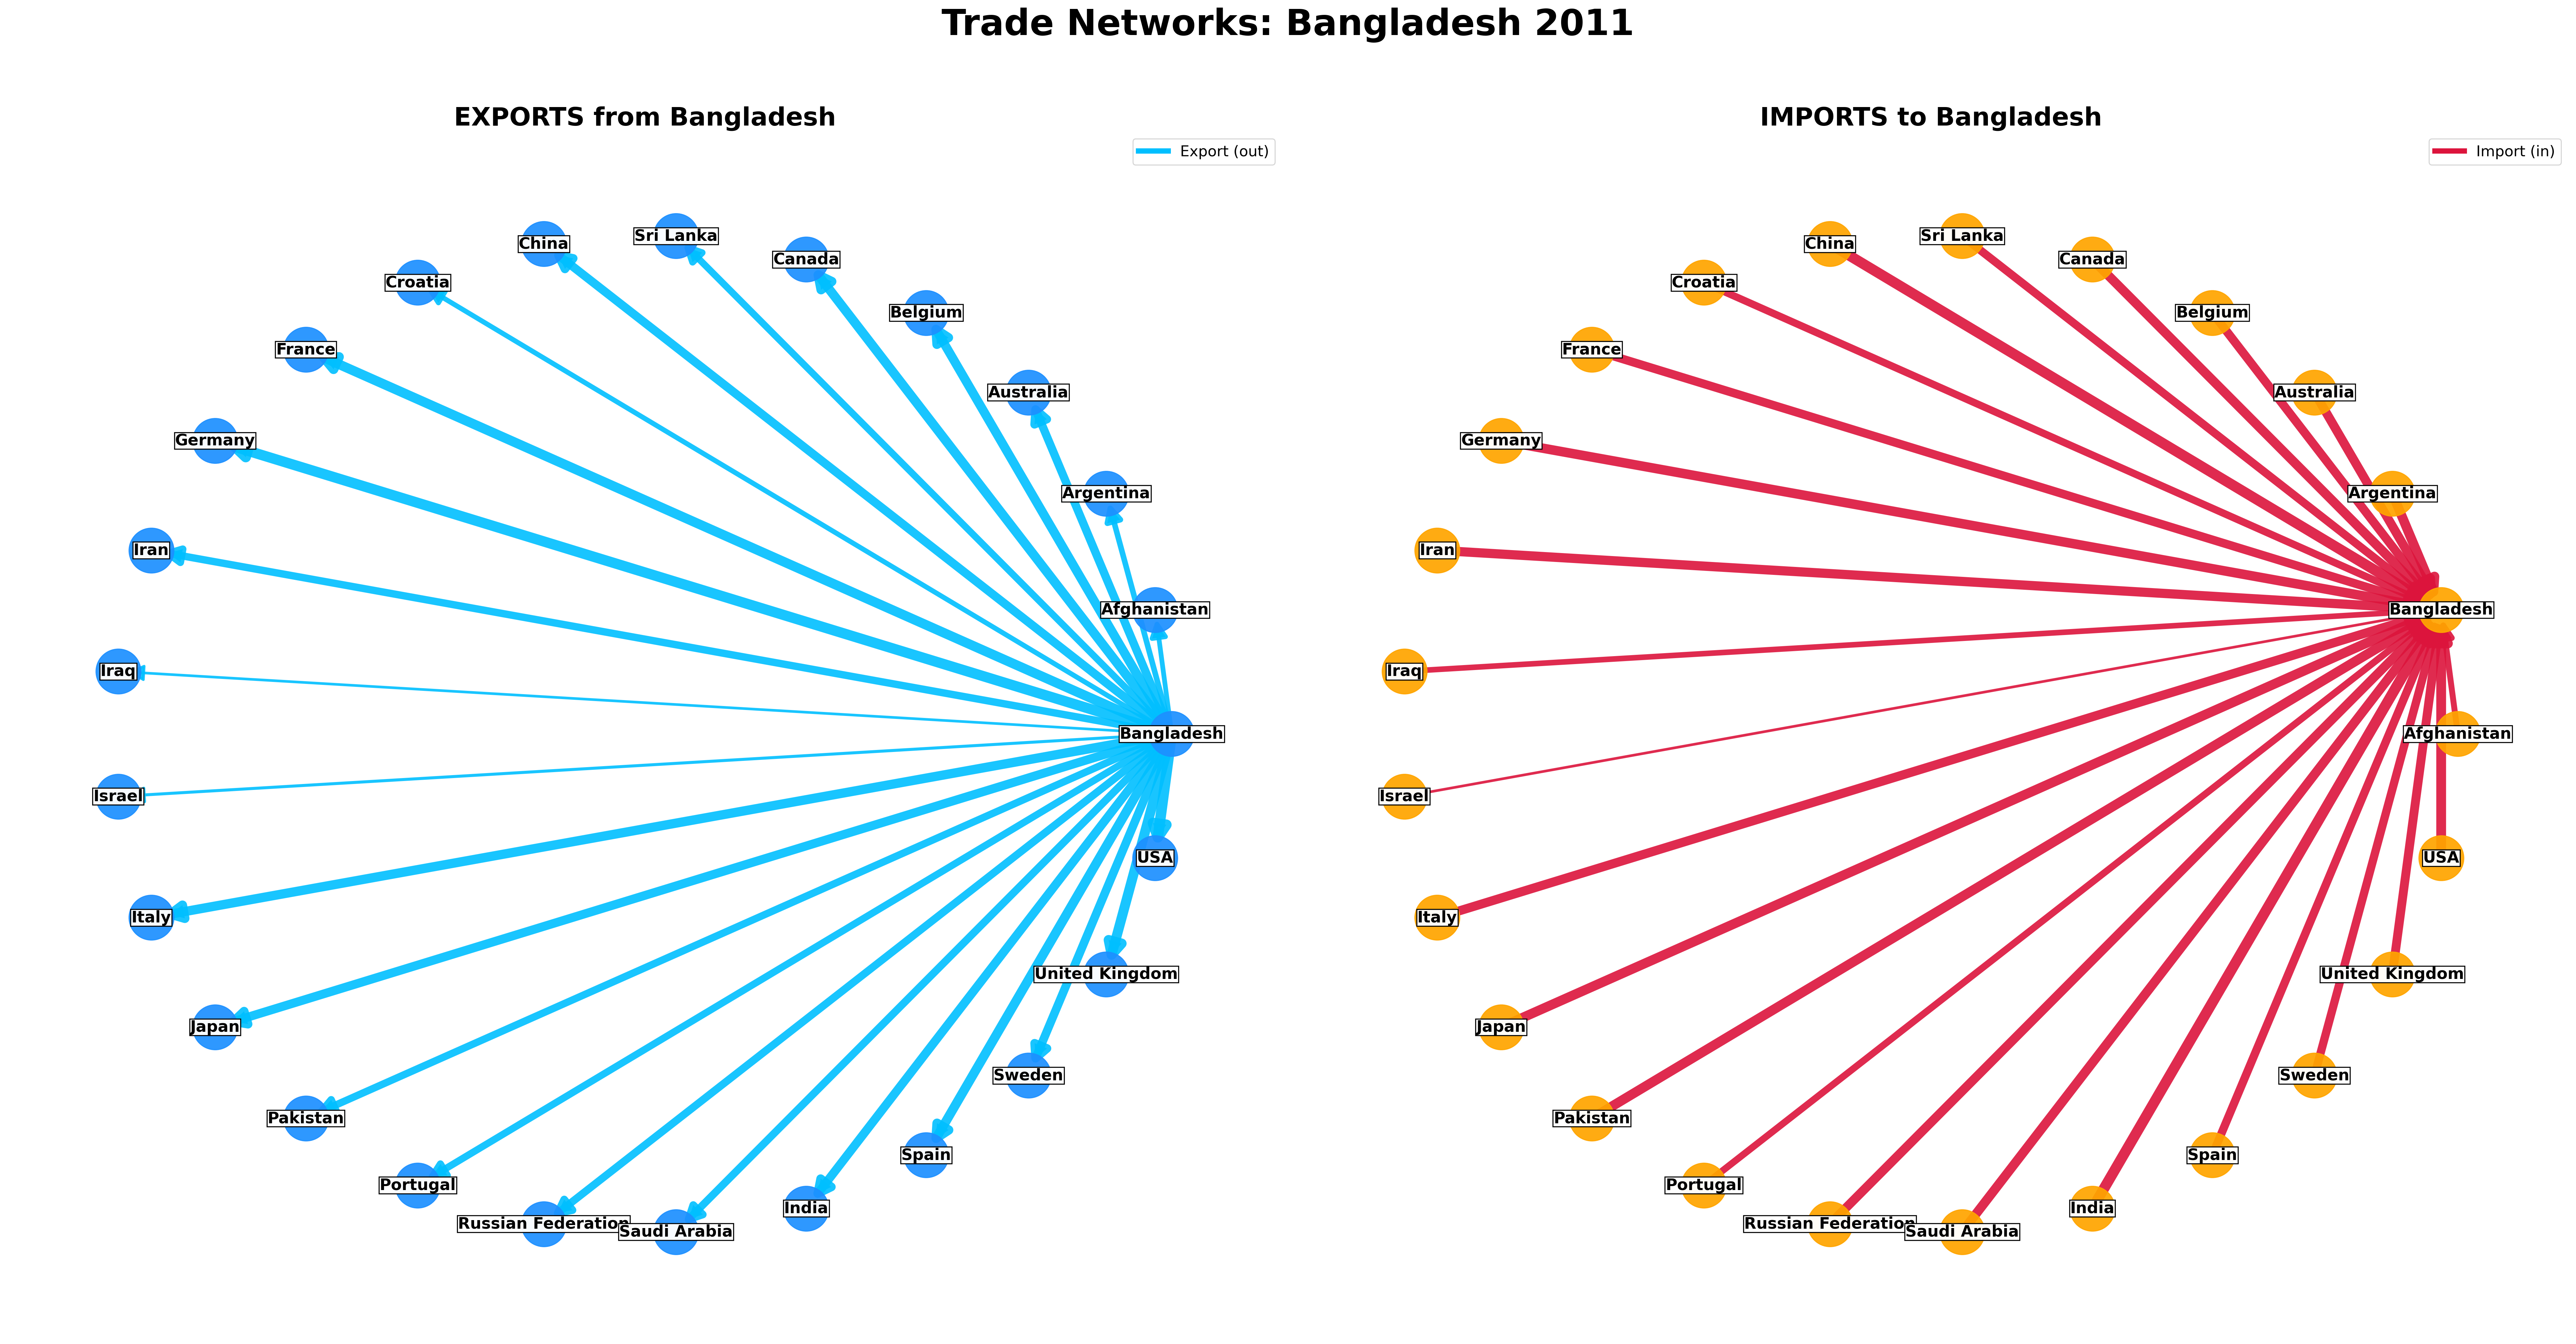 Trade Networks: Bangladesh 2011
EXPORTS from Bangladesh
Export (out)
Sri Lanka
China
Canada
Croatia
Belgium
France
Australia
Germany
Argentina
Iran
Afghanistan
Iraq
Bangladesh
Israel
USA
Italy
United Kingdom
Japan
Sweden
Pakistan
Spain
Portugal
India
Russian Federation
Saudi Arabia
IMPORTS to Bangladesh
Import (in)
Sri Lanka
China
Canada
Croatia
Belgium
France
Australia
Germany
Argentina
Iran
Bangladesh
Iraq
Afghanistan
Israel
USA
Italy
United Kingdom
Japan
Sweden
Pakistan
Spain
Portugal
India
Russian Federation
Saudi Arabia